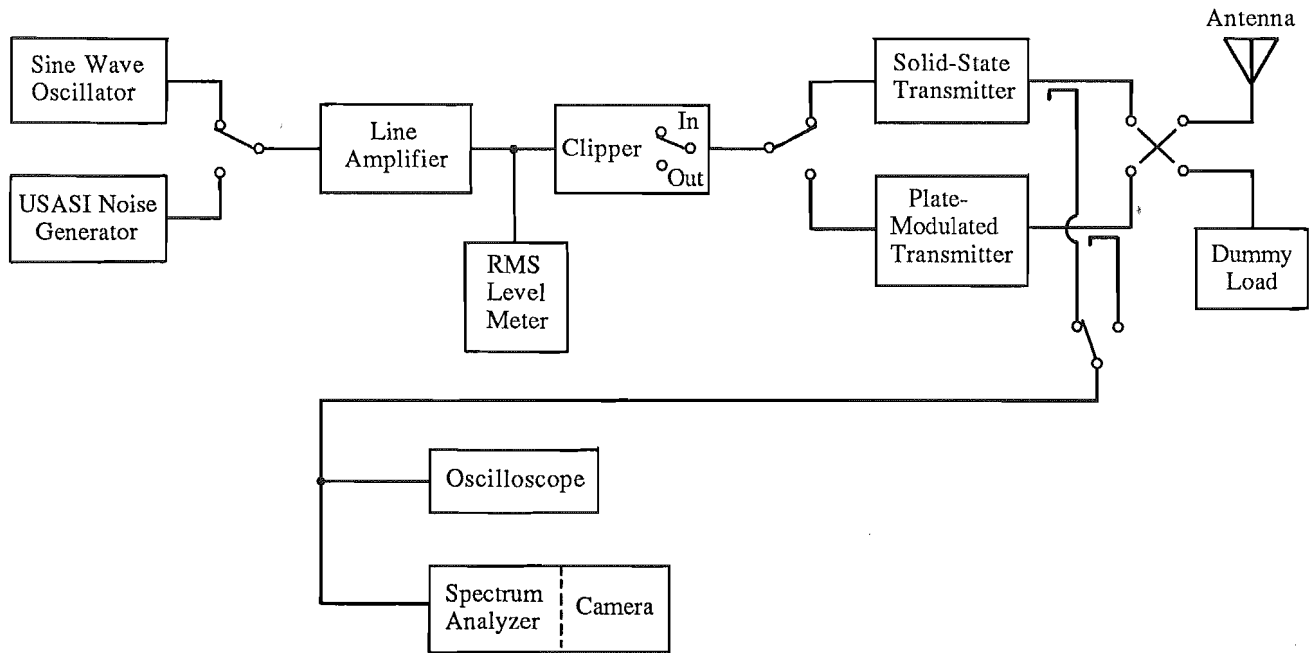 Antenna
Sine Wave
Oscillator
USASI Noise
Generator
Line
Amplifier
RMS
Level
Meter
Clipper
In
Out
Solid-State
Transmitter
Plate-
Modulated
Transmitter
Dummy
Load
Oscilloscope
Spectrum
Analyzer
Camera